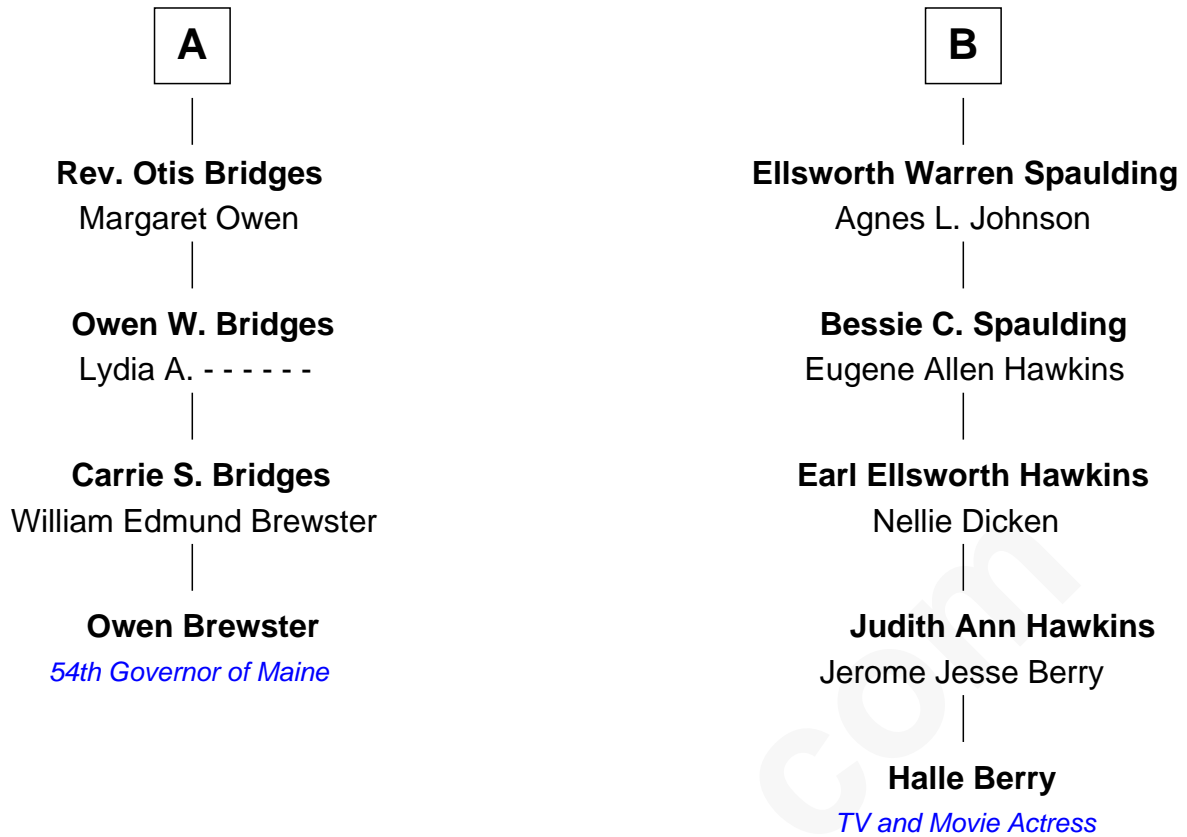 A
Rev. Otis Bridges
Margaret Owen
Owen W. Bridges
Lydia A. - - - - - -
Carrie S. Bridges
William Edmund Brewster
Owen Brewster
54th Governor of Maine
B
Ellsworth Warren Spaulding
Agnes L. Johnson
Bessie C. Spaulding
Eugene Allen Hawkins
Earl Ellsworth Hawkins
Nellie Dicken
Judith Ann Hawkins
Jerome Jesse Berry
Halle Berry
TV and Movie Actress
com